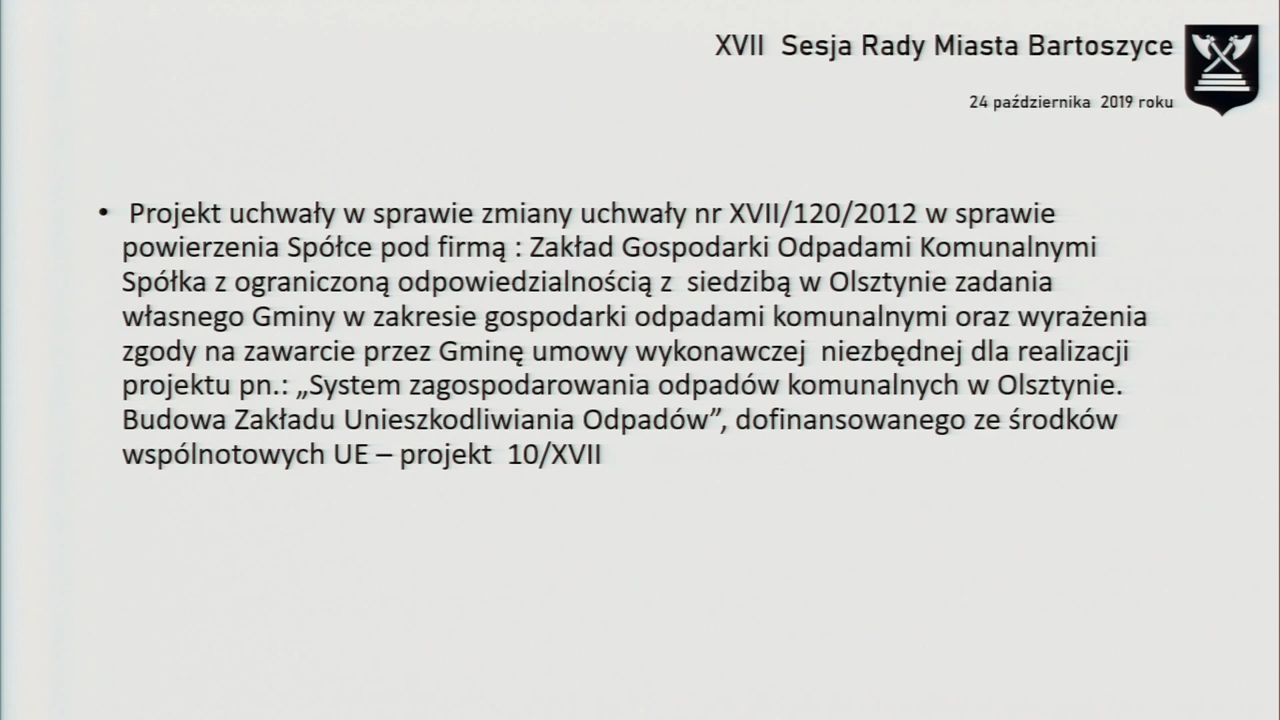 XVII Sesja Rady Miasta Bartoszyce
24 października 2019 roku
• Projekt uchwały w sprawie zmiany uchwały nr XVII/120/2012 w sprawie
powierzenia Spółce pod firmą : Zakład Gospodarki Odpadami Komunalnymi
Spółka z ograniczoną odpowiedzialnością z siedzibą w Olsztynie zadania
własnego Gminy w zakresie gospodarki odpadami komunalnymi oraz wyrażenia
zgody na zawarcie przez Gminę umowy wykonawczej niezbędnej dla realizacji
projektu pn.: „System zagospodarowania odpadów komunalnych w Olsztynie.
Budowa Zakładu Unieszkodliwiania Odpadów”, dofinansowanego ze środków
wspólnotowych UE – projekt 10/XVII